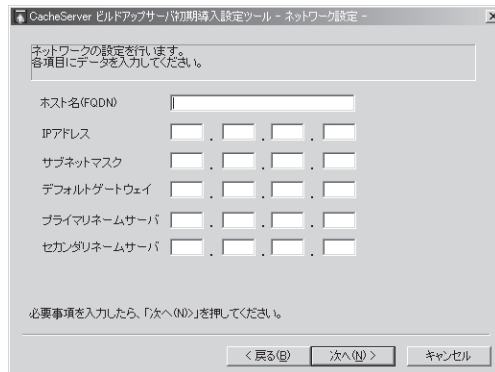 CacheServer ビルドアップサーバ初期導入設定ツール - ネットワーク設定 -
ネットワークの設定を行います。
各項目にデータを入力してください。
ホスト名(FQDN)
IPアドレス
. . .
サブネットマスク
. . .
デフォルトゲートウェイ
. . .
プライマリネームサーバ
. . .
セカンダリネームサーバ
. . .
必要事項を入力したら、「次へ(N)>」を押してください。
< 戻る(B)
次へ(N) >
キャンセル